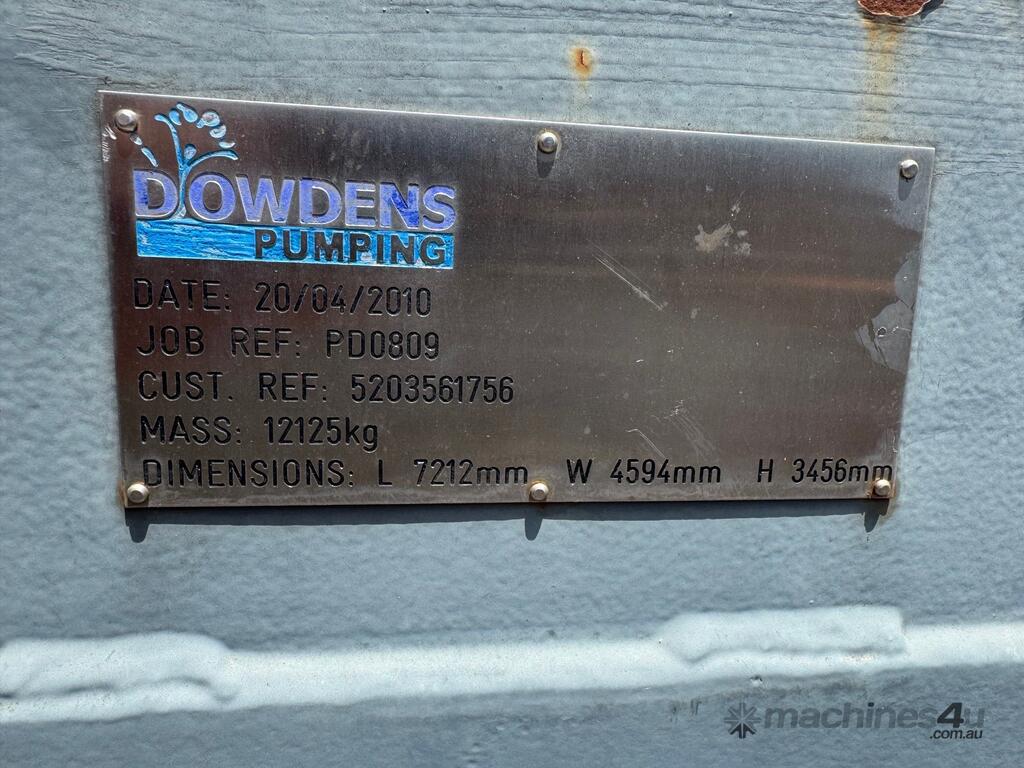 DOWDENS
PUMPING
DATE: 20/04/2010
JOB REF: PD0809
CUST. REF: 5203561756
MASS: 12125kg
DIMENSIONS: L 7212mm W 4594mm H 3456mm
machines4u
.com.au